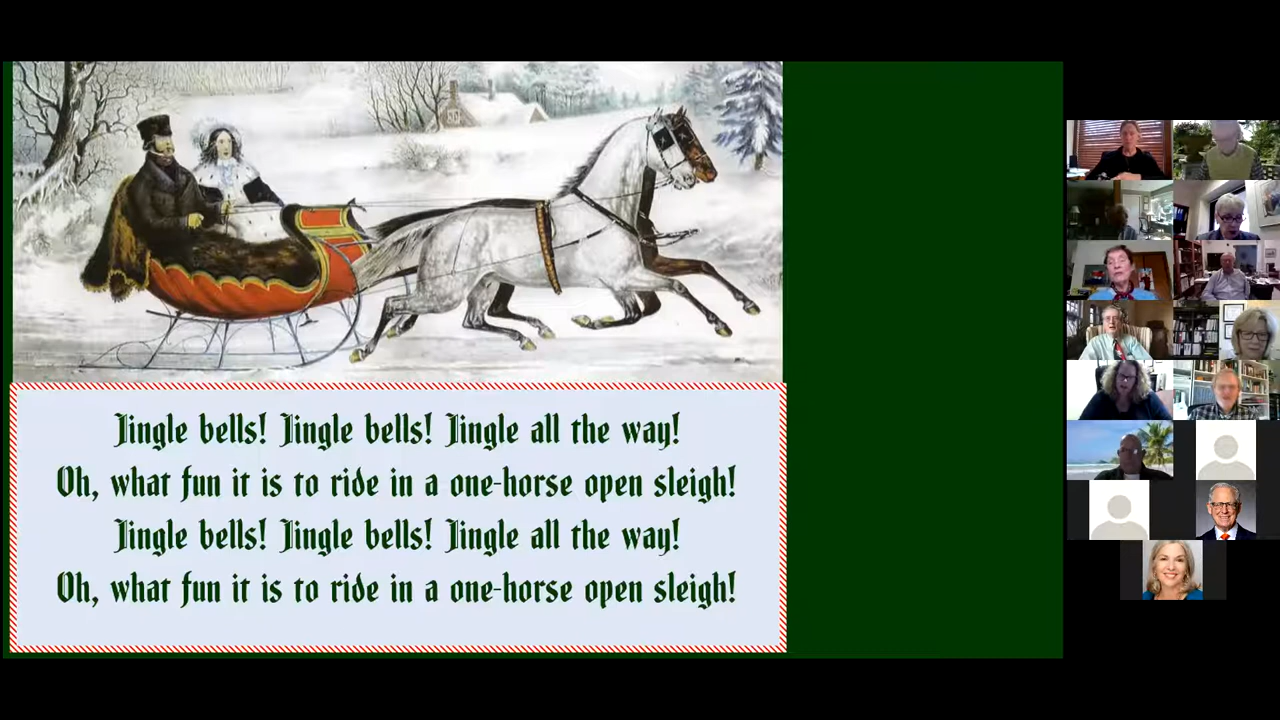 Jingle bells! Jingle bells! Jingle all the way!
Oh, what fun it is to ride in a one-horse open sleigh!
Jingle bells! Jingle bells! Jingle all the way!
Oh, what fun it is to ride in a one-horse open sleigh!